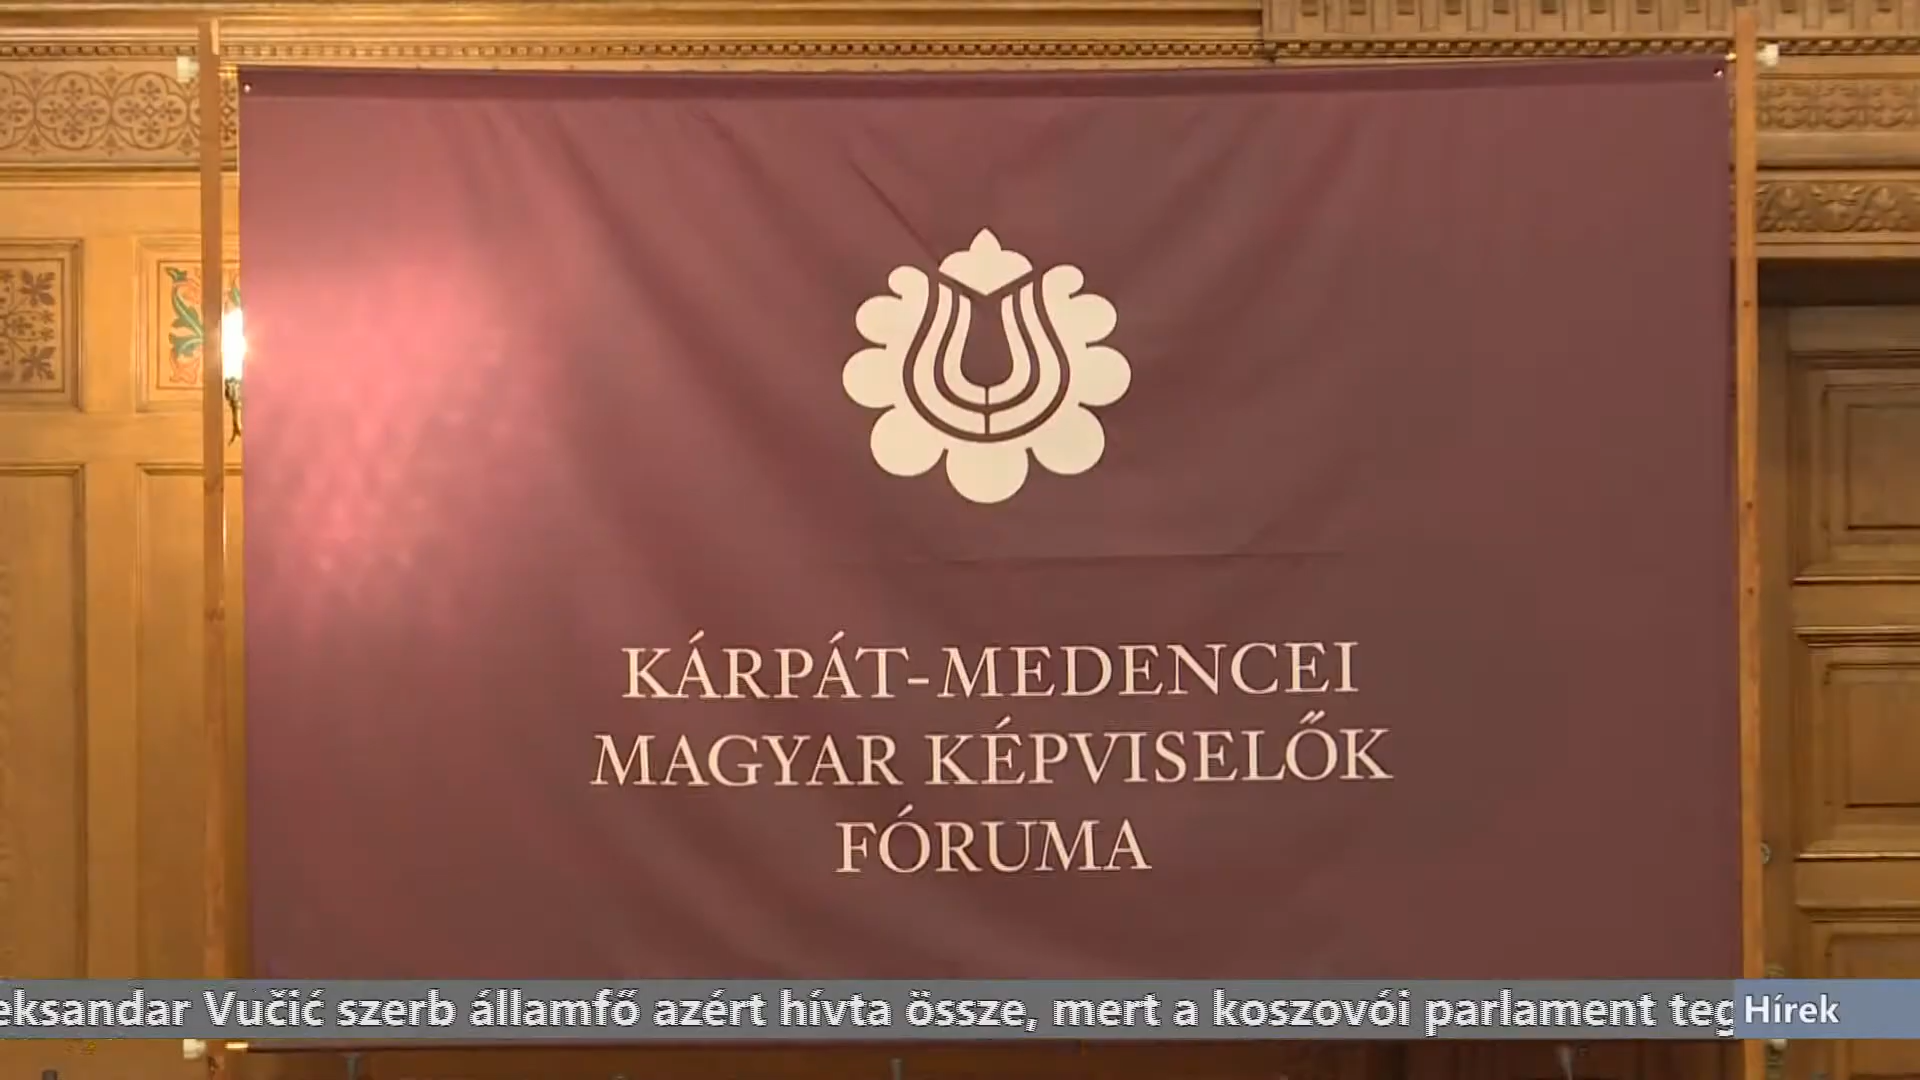 KÁRPÁT-MEDENCEI
MAGYAR KÉPVISELŐK
FÓRUMA
eksandar Vučić szerb államfő azért hívta össze, mert a koszovói parlament teg
Hírek